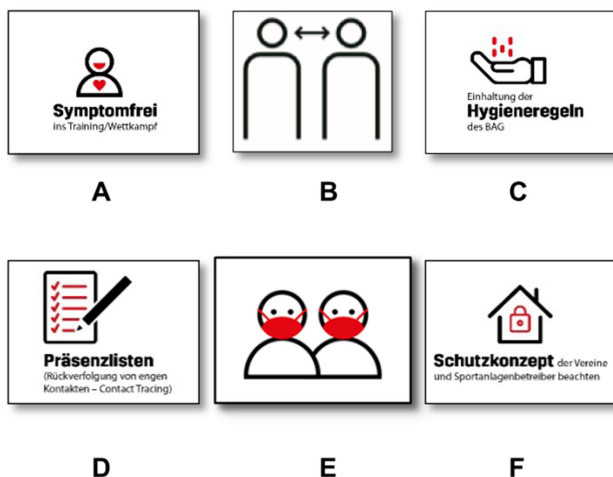 Symptomfrei
ins Training/Wettkampf
Einhaltung der
Hygieneregeln
des BAG
A
B
C
Präsenzlisten
(Rückverfolgung von engen
Kontakten – Contact Tracing)
Schutzkonzept der Vereine
und Sportanlagenbetreiber beachten
D
E
F